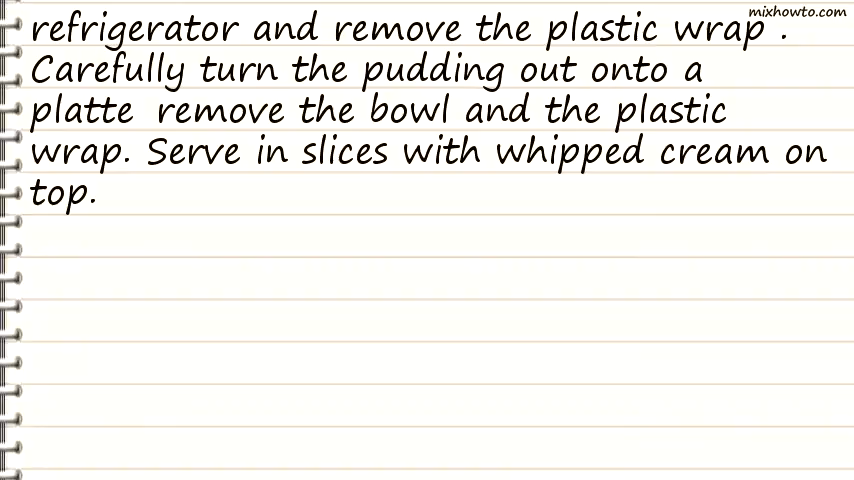 mixhowto.com
refrigerator and remove the plastic wrap .
Carefully turn the pudding out onto a
platte  remove the bowl and the plastic
wrap. Serve in slices with whipped cream on
top.